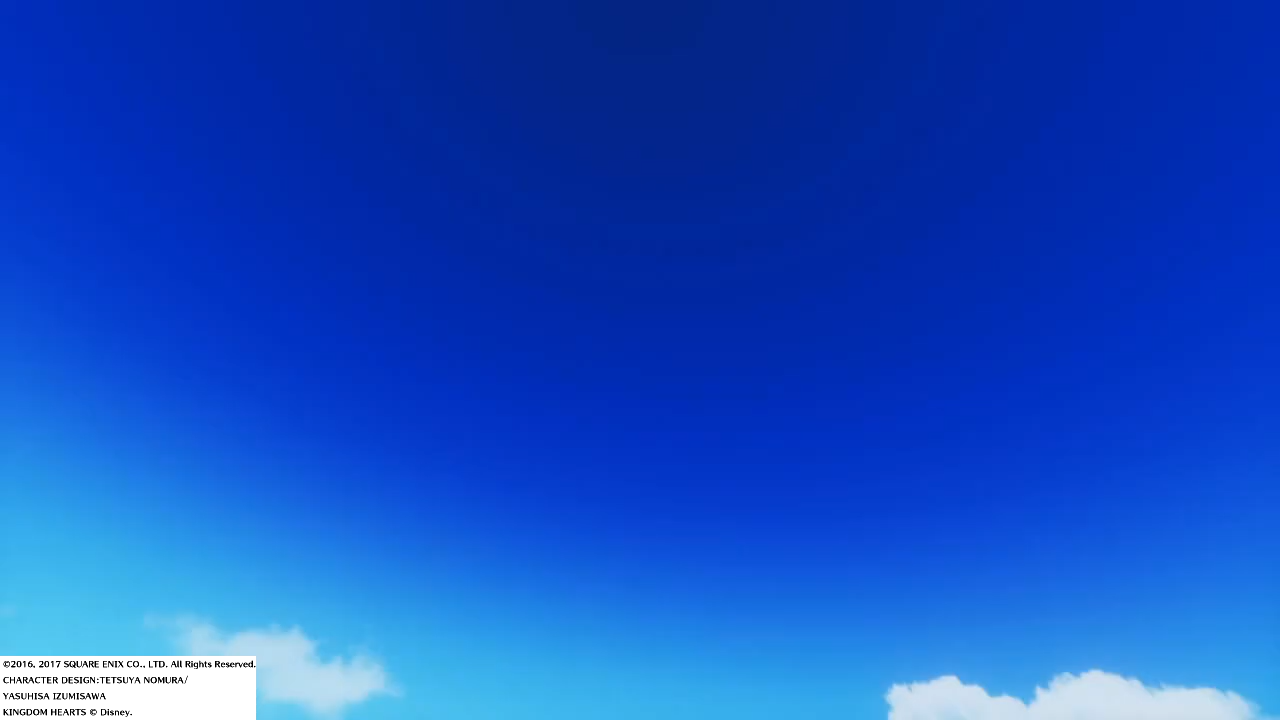 ©2016, 2017 SQUARE ENIX CO., LTD. All Rights Reserved.
CHARACTER DESIGN:TETSUYA NOMURA/
YASUHISA IZUMISAWA
KINGDOM HEARTS © Disney.